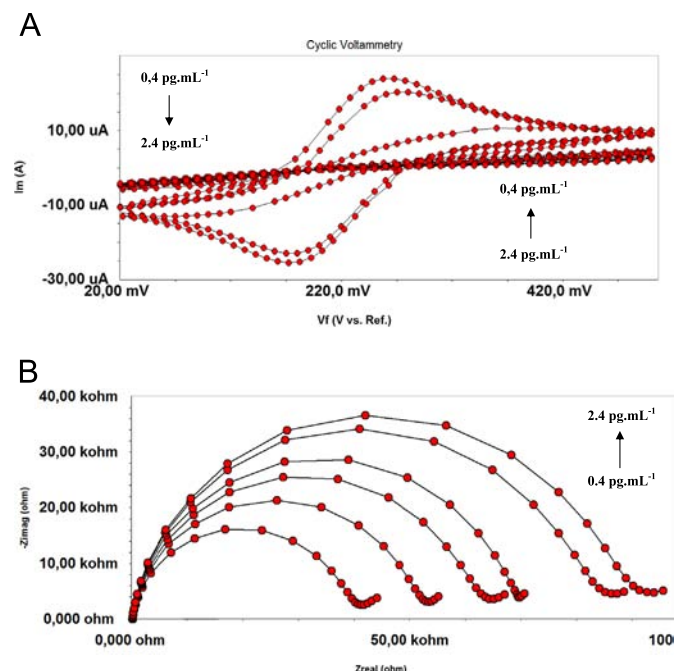 A
Cyclic Voltammetry
0,4 pg.mL-1
2.4 pg.mL-1
10,00 uA
-10,00 uA
-30,00 uA
Im (A)
0,4 pg.mL-1
2.4 pg.mL-1
20,00 mV
220,0 mV
420,0 mV
Vf (V vs. Ref.)
B
40,00 kohm
30,00 kohm
20,00 kohm
10,00 kohm
0,000 ohm
-Zimag (ohm)
2.4 pg.mL-1
0.4 pg.mL-1
0,000 ohm
50,00 kohm
100
Zreal (ohm)